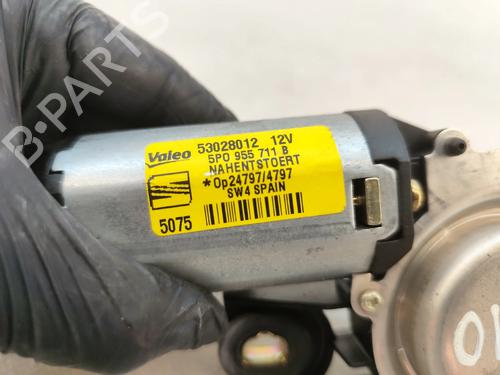 Valeo 53028012 12V
5P0 955 711 B
NAHENTSTOERT
*Op24797/4797
SW4 SPAIN
5075
B-PARTS